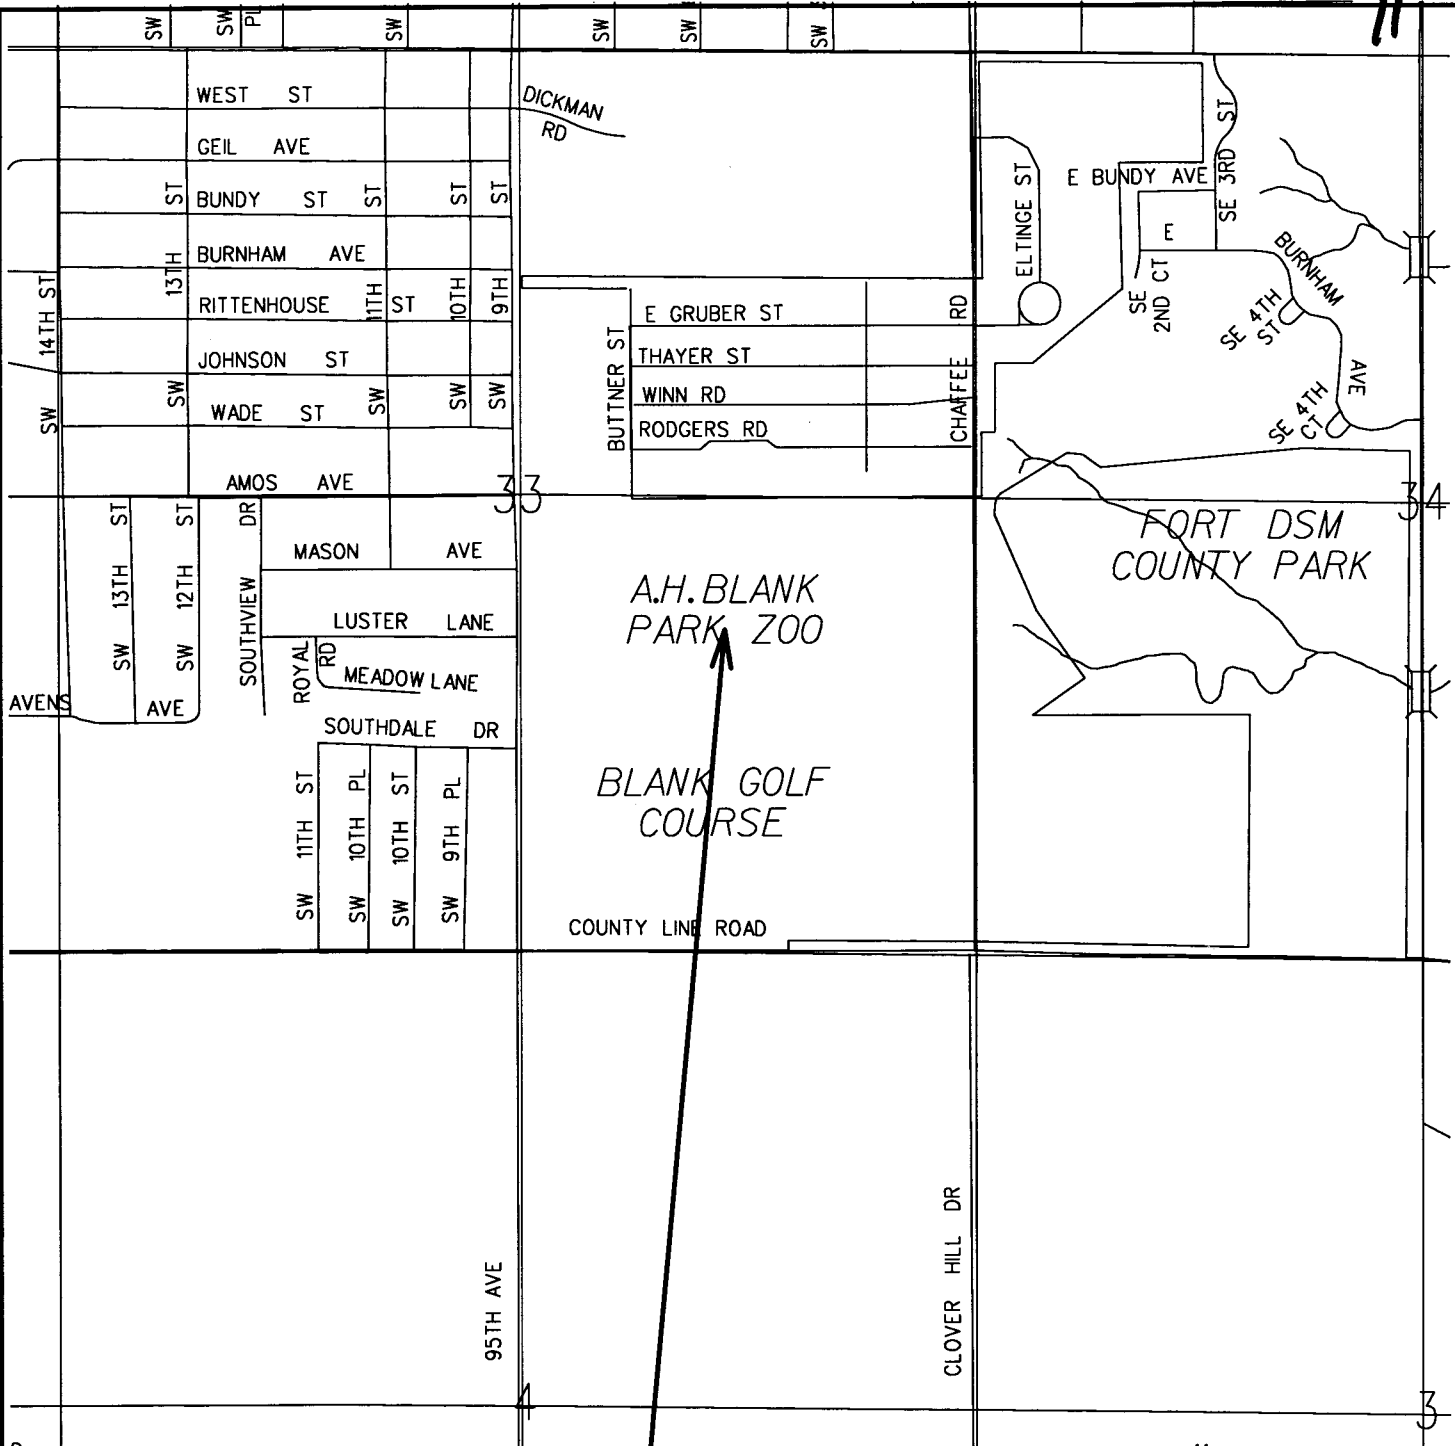 SW
SW
PL
SW
SW
SW
SW
WEST ST
DICKMAN
RD
GEIL AVE
13TH ST
BUNDY ST
11TH ST
10TH ST
9TH ST
BURNHAM AVE
RITTENHOUSE ST
14TH ST
JOHNSON ST
SW
SW
SW
SW
SW
WADE ST
AMOS AVE
33
E GRUBER ST
THAYER ST
WINN RD
RODGERS RD
BUTTNER ST
CHAFFEE RD
ELTINGE ST
E BUNDY AVE
SE 3RD ST
E
BURNHAM
AVE
SE
2ND CT
SE 4TH
ST
SE 4TH
CT
34
FORT DSM
COUNTY PARK
SW 13TH ST
SW 12TH ST
SOUTHVIEW DR
MASON AVE
LUSTER LANE
ROYAL
RD
MEADOW LANE
AVENS AVE
SOUTHDALE DR
SW 11TH ST
SW 10TH PL
SW 10TH ST
SW 9TH PL
A.H. BLANK
PARK ZOO
BLANK GOLF
COURSE
COUNTY LINE ROAD
95TH AVE
CLOVER HILL DR
4
3